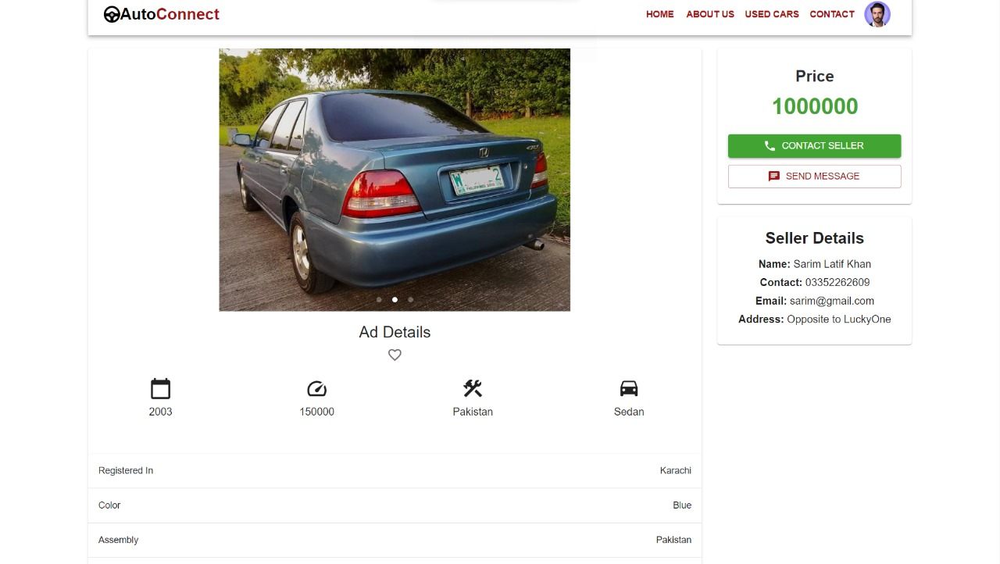 AutoConnect
HOME ABOUT US USED CARS CONTACT
Price
1000000
CONTACT SELLER
SEND MESSAGE
Seller Details
Name: Sarim Latif Khan
Contact: 03352262609
Email: sarim@gmail.com
Address: Opposite to LuckyOne
Ad Details
2003 150000 Pakistan Sedan
Registered In Karachi
Color Blue
Assembly Pakistan